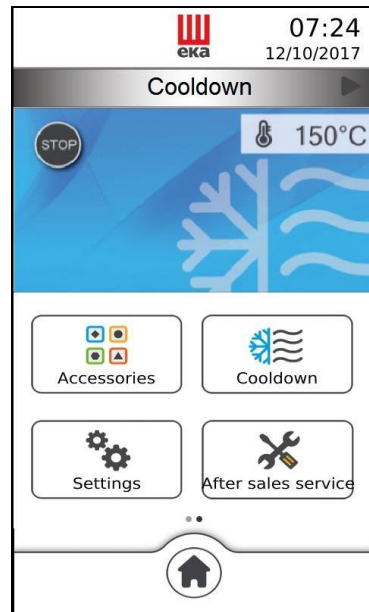 07:24
eka
12/10/2017
Cooldown
STOP
150°C
Accessories
Cooldown
Settings
After sales service